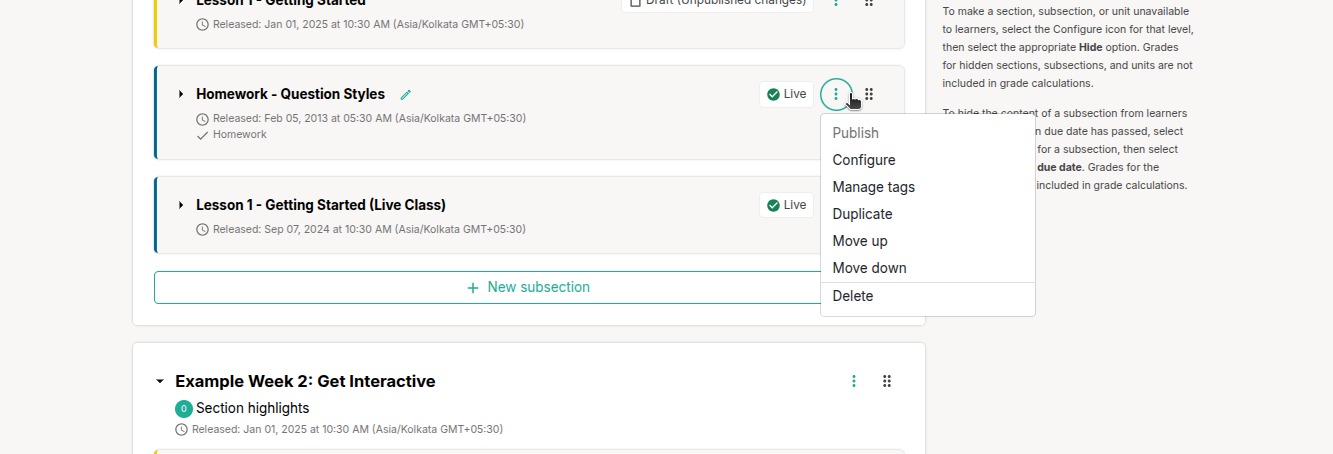 Lesson 1 - Getting Started
Draft (Unpublished changes)
Released: Jan 01, 2025 at 10:30 AM (Asia/Kolkata GMT+05:30)
Homework - Question Styles
Live
Released: Feb 05, 2013 at 05:30 AM (Asia/Kolkata GMT+05:30)
Homework
Publish
Configure
Manage tags
Duplicate
Move up
Move down
Delete
Lesson 1 - Getting Started (Live Class)
Live
Released: Sep 07, 2024 at 10:30 AM (Asia/Kolkata GMT+05:30)
+ New subsection
Example Week 2: Get Interactive
0 Section highlights
Released: Jan 01, 2025 at 10:30 AM (Asia/Kolkata GMT+05:30)
To make a section, subsection, or unit unavailable
to learners, select the Configure icon for that level,
then select the appropriate Hide option. Grades
for hidden sections, subsections, and units are not
included in grade calculations.
To hide the content of a subsection from learners
n due date has passed, select
for a subsection, then select
due date. Grades for the
included in grade calculations.